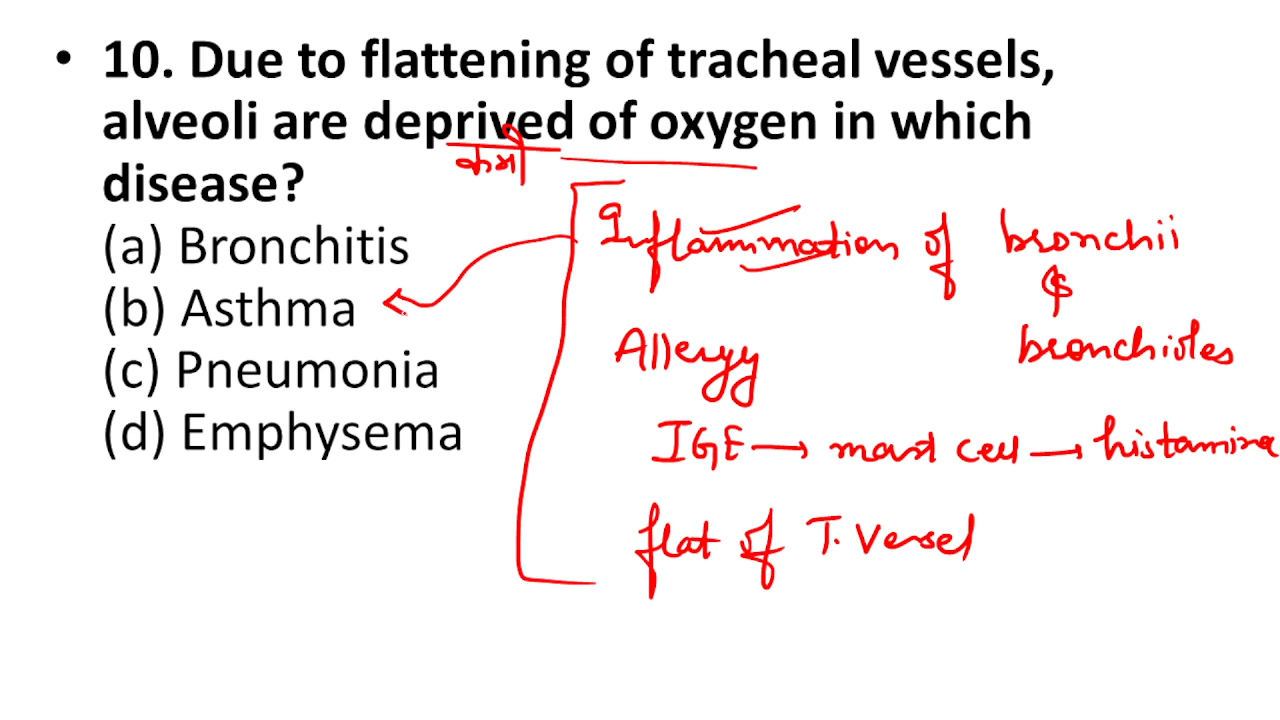 • 10. Due to flattening of tracheal vessels,
alveoli are deprived of oxygen in which
disease?
कमी
(a) Bronchitis
(b) Asthma
(c) Pneumonia
(d) Emphysema
Inflammation of bronchii
&
Allergy bronchioles
IGE → mast cell → histamine
flat of T. Vessel